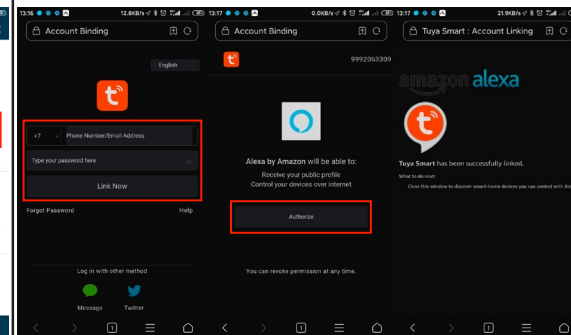 13:16
12.8KB/s
Account Binding
English
+7
Phone Number/Email Address
Type your password here
Link Now
Forgot Password
Help
Log in with other method
Message
Twitter
1
13:17
0.0KB/s
Account Binding
9992063309
Alexa by Amazon will be able to:
Receive your public profile
Control your devices over internet
Authorize
You can revoke permission at any time.
1
13:17
21.9KB/s
Tuya Smart : Account Linking
amazon alexa
Tuya Smart has been successfully linked.
What to do next:
Close this window to discover smart-home devices you can control with
1